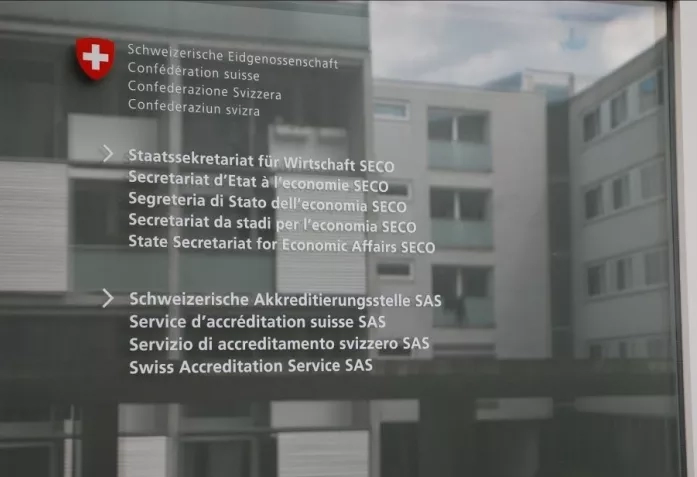 Schweizerische Eidgenossenschaft
Confédération suisse
Confederazione Svizzera
Confederaziun svizra
Staatssekretariat für Wirtschaft SECO
Secretariat d'Etat à l'economie SECO
Segreteria di Stato dell'economia SECO
Secretariat da stadi per l'economia SECO
State Secretariat for Economic Affairs SECO
Schweizerische Akkreditierungsstelle SAS
Service d'accréditation suisse SAS
Servizio di accreditamento svizzero SAS
Swiss Accreditation Service SAS